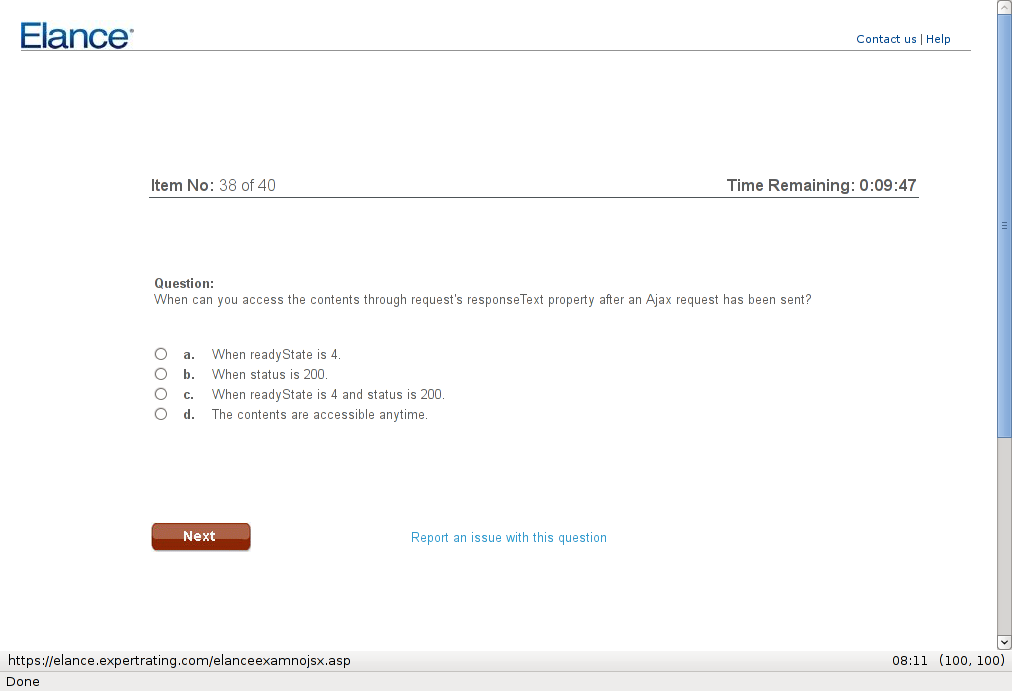 Elance®
Contact us | Help
Item No: 38 of 40 Time Remaining: 0:09:47
Question:
When can you access the contents through request's responseText property after an Ajax request has been sent?
a. When readyState is 4.
b. When status is 200.
c. When readyState is 4 and status is 200.
d. The contents are accessible anytime.
Next Report an issue with this question
https://elance.expertrating.com/elanceexamnojsx.asp 08:11 (100, 100)
Done